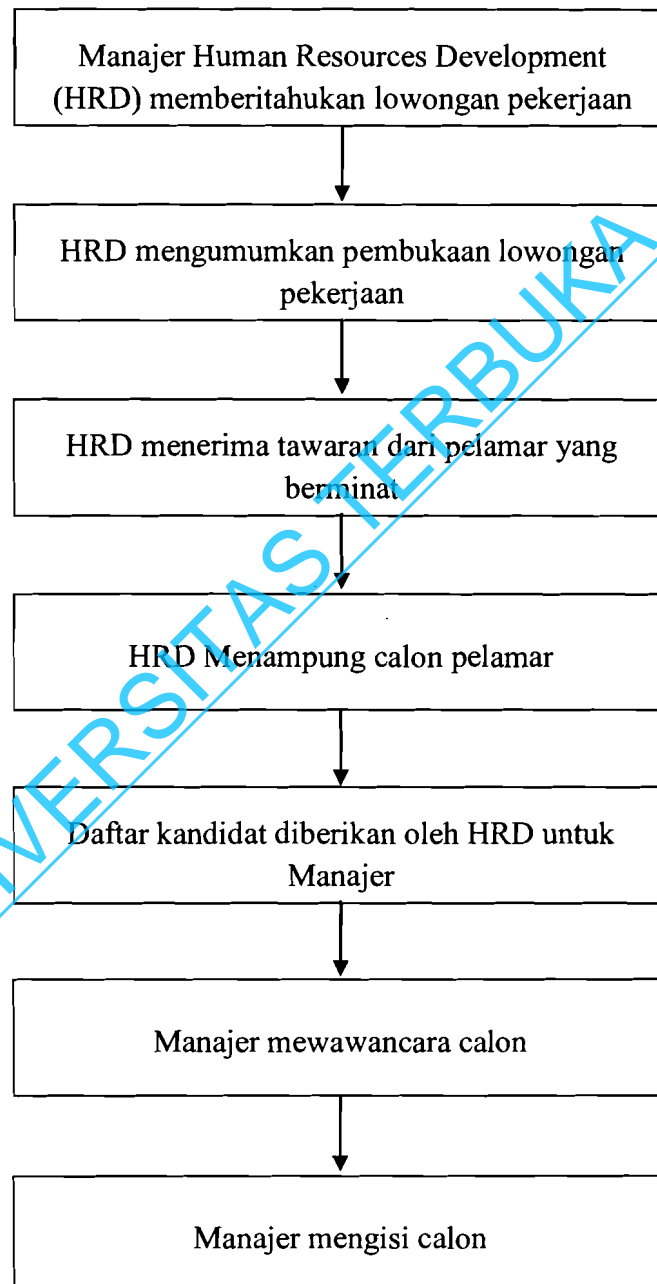 Manajer Human Resources Development
(HRD) memberitahukan lowongan pekerjaan
HRD mengumumkan pembukaan lowongan
pekerjaan
HRD menerima tawaran dari pelamar yang
berminat
HRD Menampung calon pelamar
Daftar kandidat diberikan oleh HRD untuk
Manajer
Manajer mewawancara calon
Manajer mengisi calon
IVERSITAS TERBUKA